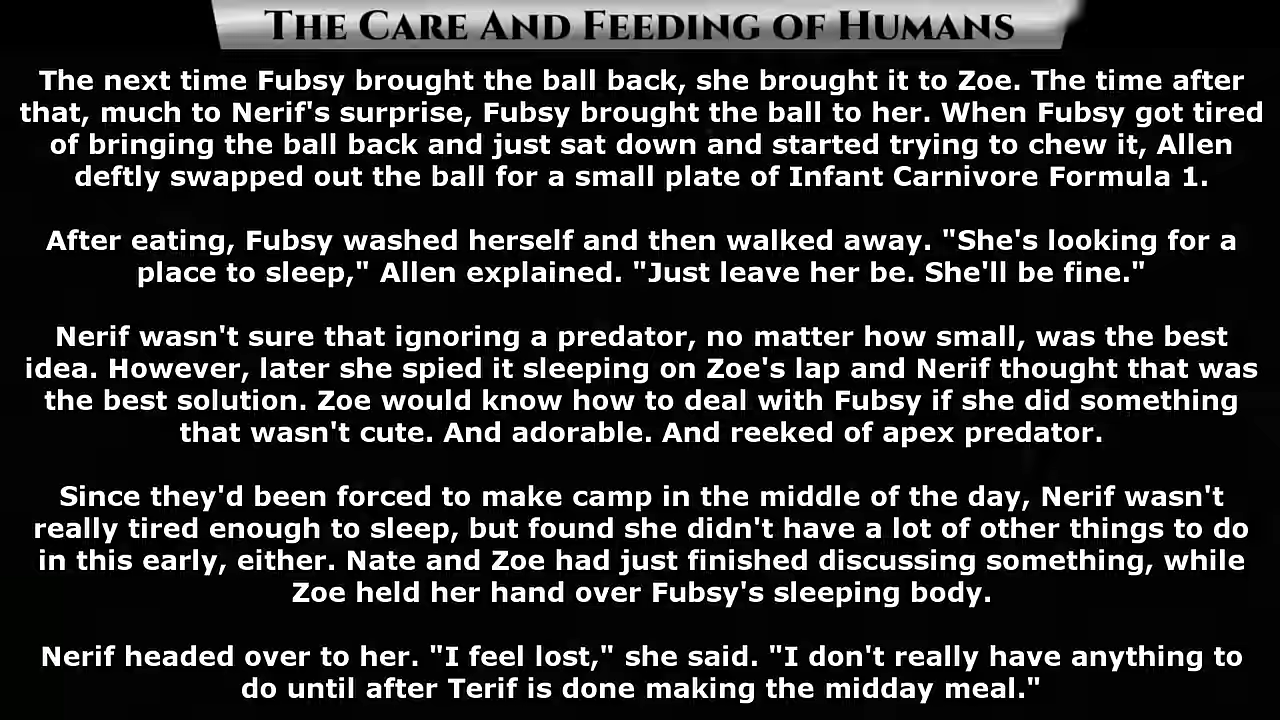 The Care And Feeding of Humans
The next time Fubsy brought the ball back, she brought it to Zoe. The time after
that, much to Nerif's surprise, Fubsy brought the ball to her. When Fubsy got tired
of bringing the ball back and just sat down and started trying to chew it, Allen
deftly swapped out the ball for a small plate of Infant Carnivore Formula 1.
After eating, Fubsy washed herself and then walked away. "She's looking for a
place to sleep," Allen explained. "Just leave her be. She'll be fine."
Nerif wasn't sure that ignoring a predator, no matter how small, was the best
idea. However, later she spied it sleeping on Zoe's lap and Nerif thought that was
the best solution. Zoe would know how to deal with Fubsy if she did something
that wasn't cute. And adorable. And reeked of apex predator.
Since they'd been forced to make camp in the middle of the day, Nerif wasn't
really tired enough to sleep, but found she didn't have a lot of other things to do
in this early, either. Nate and Zoe had just finished discussing something, while
Zoe held her hand over Fubsy's sleeping body.
Nerif headed over to her. "I feel lost," she said. "I don't really have anything to
do until after Terif is done making the midday meal."